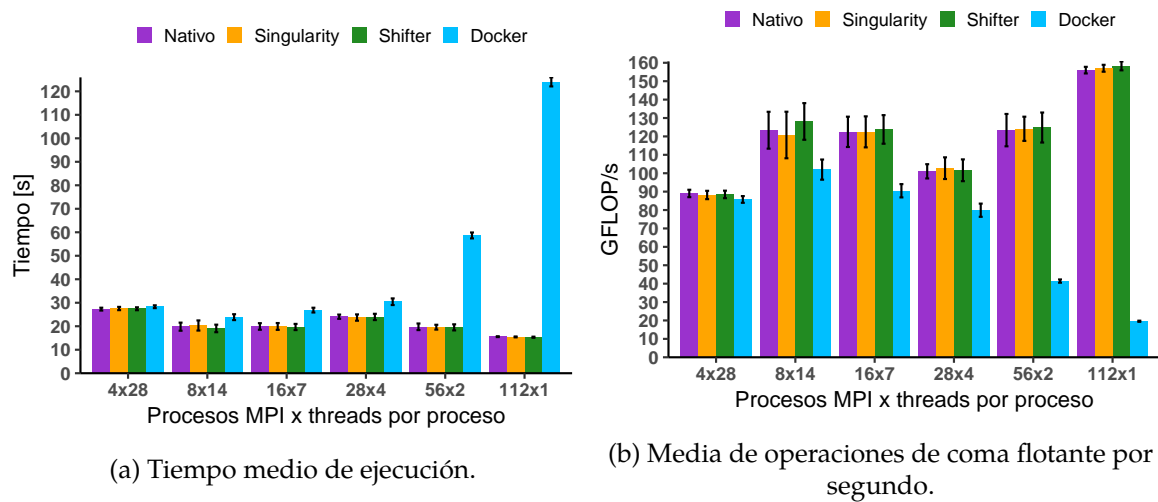 Nativo Singularity Shifter Docker
Tiempo [s]
120
110
100
90
80
70
60
50
40
30
20
10
0
4x28 8x14 16x7 28x4 56x2 112x1
Procesos MPI x threads por proceso
(a) Tiempo medio de ejecución.
Nativo Singularity Shifter Docker
GFLOP/s
160
150
140
130
120
110
100
90
80
70
60
50
40
30
20
10
0
4x28 8x14 16x7 28x4 56x2 112x1
Procesos MPI x threads por proceso
(b) Media de operaciones de coma flotante por
segundo.